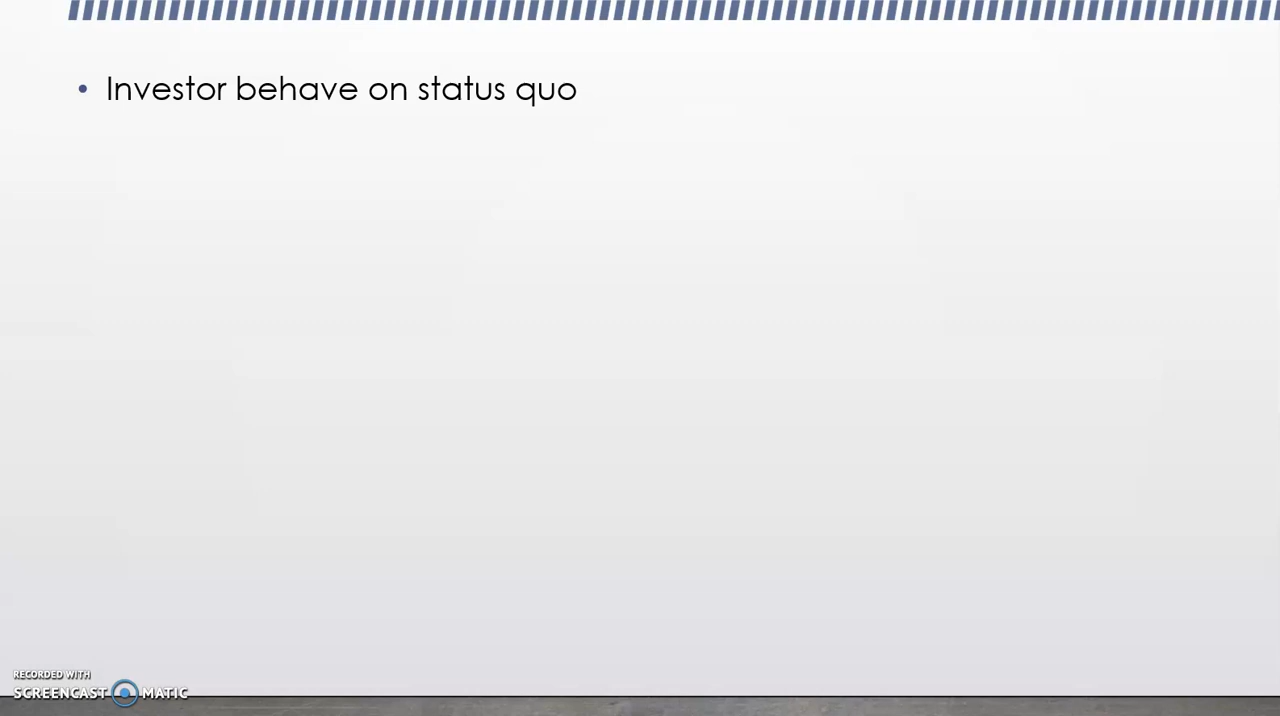 • Investor behave on status quo
RECORDED WITH
SCREENCAST MATIC